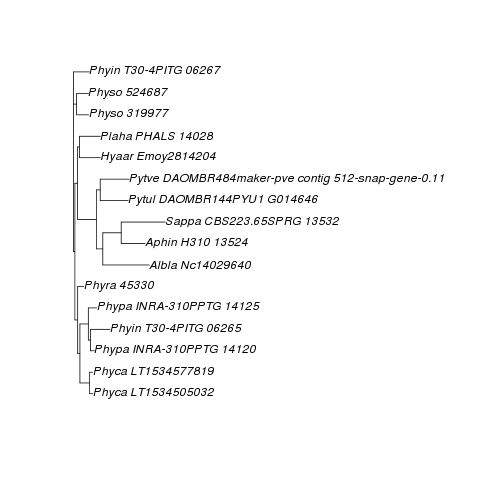 Phyin T30-4PITG 06267
Physo 524687
Physo 319977
Plaha PHALS 14028
Hyaar Emoy2814204
Pytve DAOMBR484maker-pve contig 512-snap-gene-0.11
Pytul DAOMBR144PYU1 G014646
Sappa CBS223.65SPRG 13532
Aphin H310 13524
Albla Nc14029640
Phyra 45330
Phypa INRA-310PPTG 14125
Phyin T30-4PITG 06265
Phypa INRA-310PPTG 14120
Phyca LT1534577819
Phyca LT1534505032